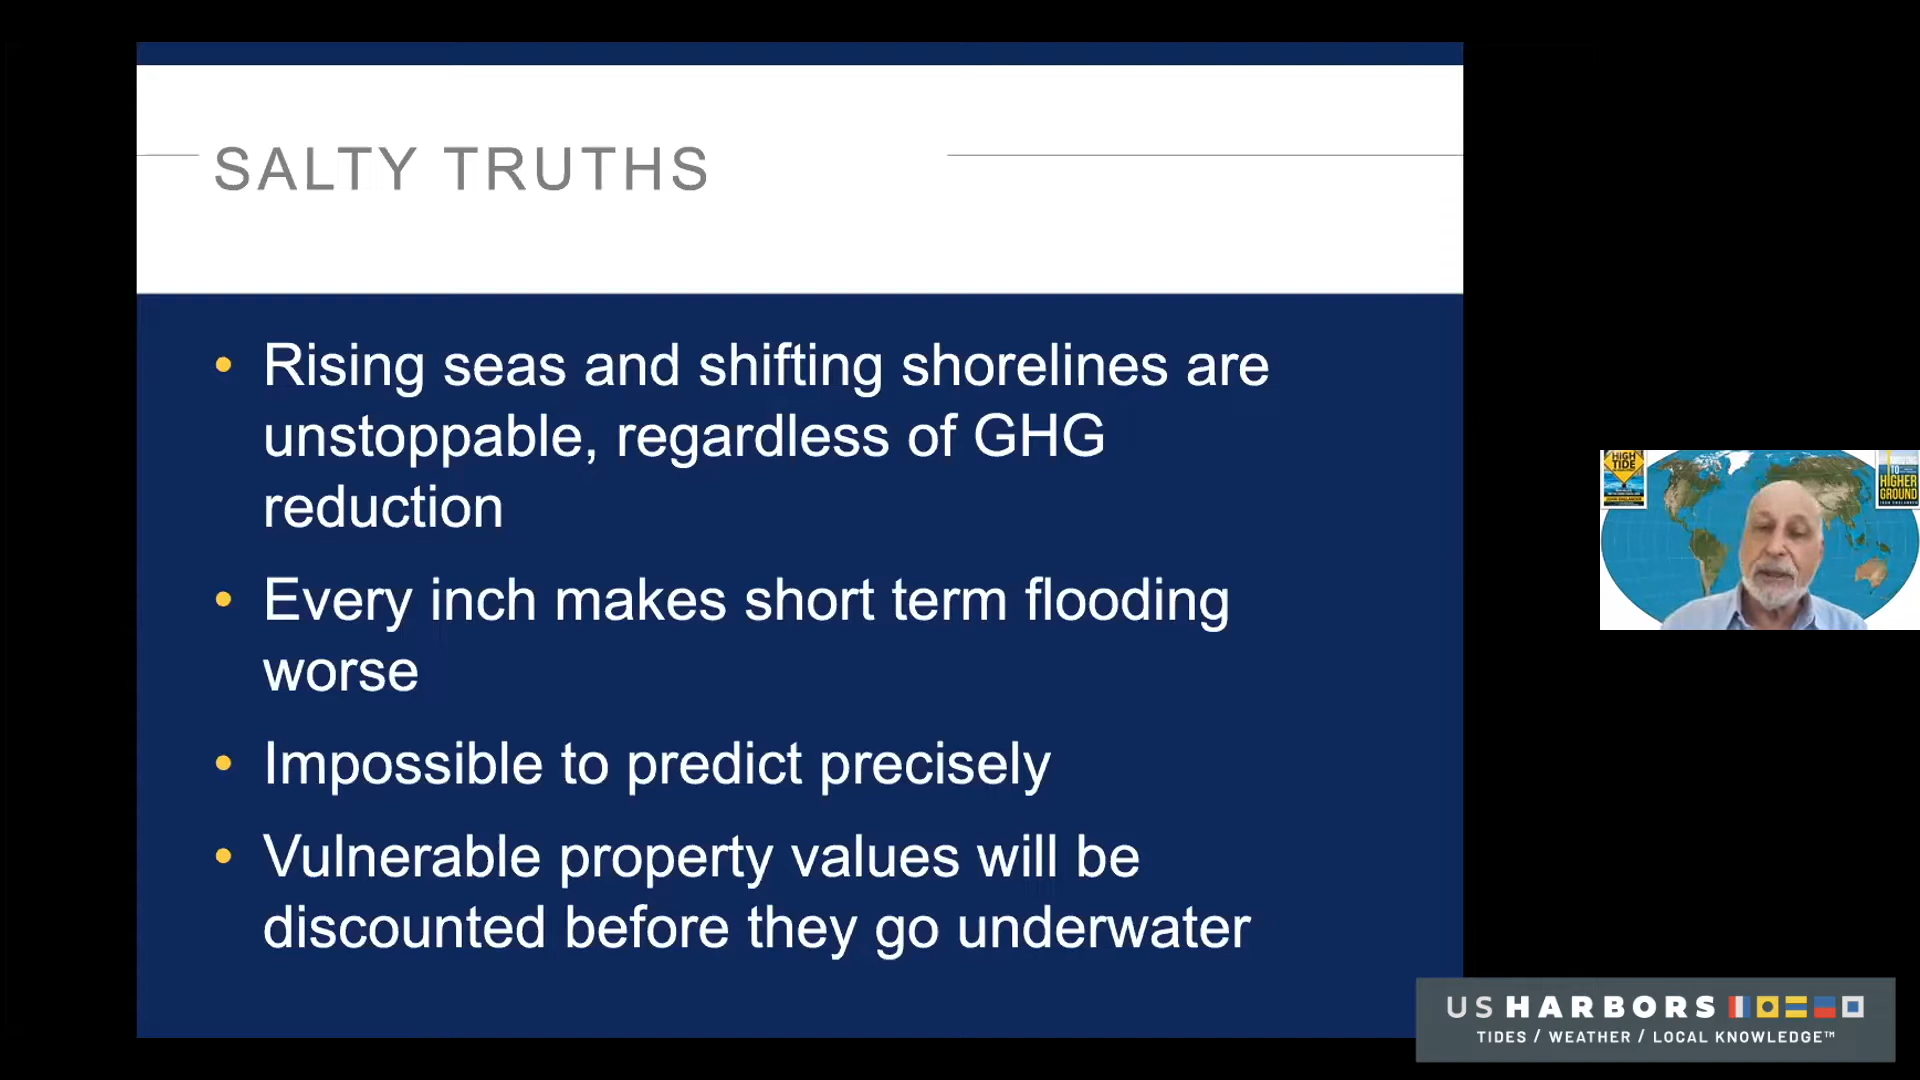 SALTY TRUTHS
• Rising seas and shifting shorelines are
unstoppable, regardless of GHG
reduction
• Every inch makes short term flooding
worse
• Impossible to predict precisely
• Vulnerable property values will be
discounted before they go underwater
HIGH
TIDE
TO
HIGHER
GROUND
US HARBORS
TIDES / WEATHER / LOCAL KNOWLEDGE™